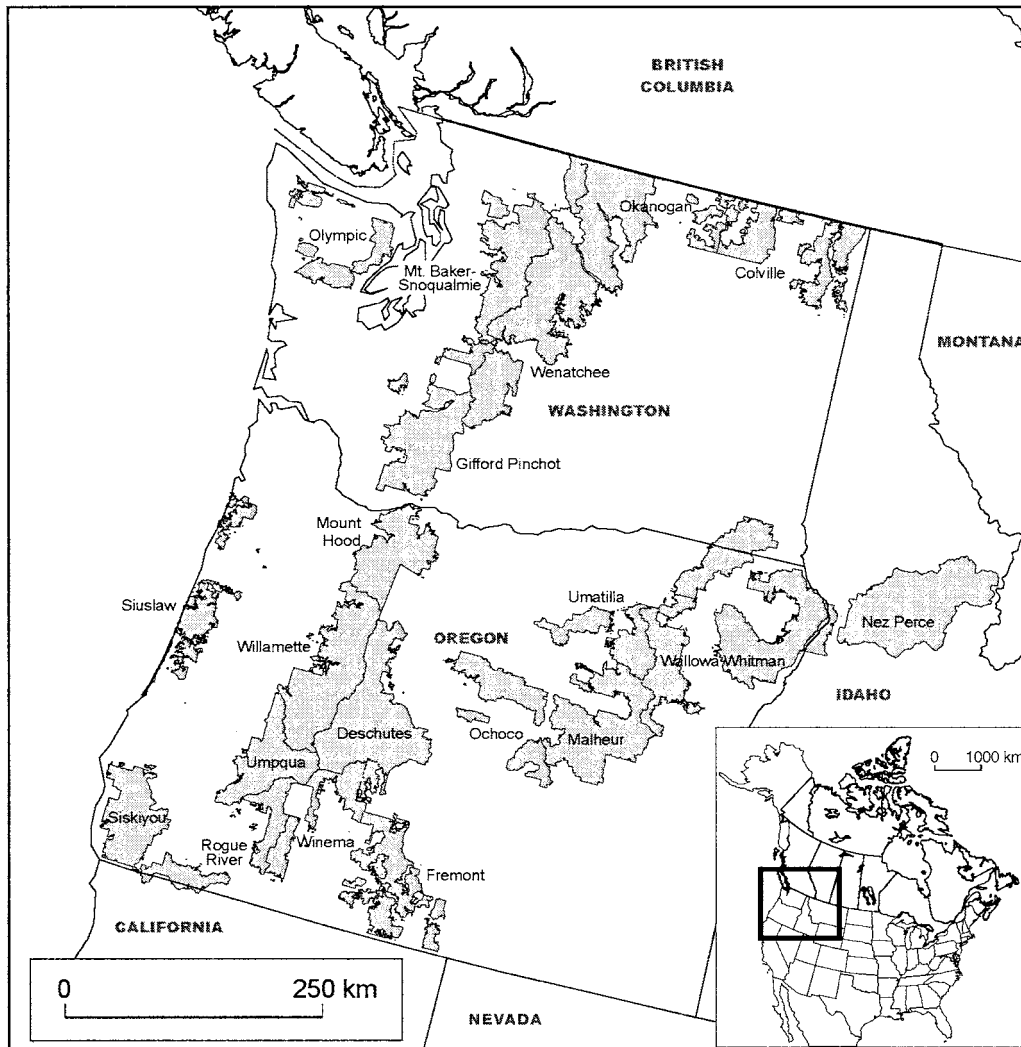 BRITISH
COLUMBIA
Okanogan
Olympic
Mt. Baker-
Snoqualmie
Colville
MONTANA
Wenatchee
WASHINGTON
Gifford Pinchot
Mount
Hood
Siuslaw
Umatilla
Nez Perce
Willamette
OREGON
Wallowa-Whitman
IDAHO
Deschutes
Ochoco
Malheur
Umpqua
0 1000 km
Siskiyou
Rogue
River
Winema
Fremont
CALIFORNIA
0 250 km
NEVADA